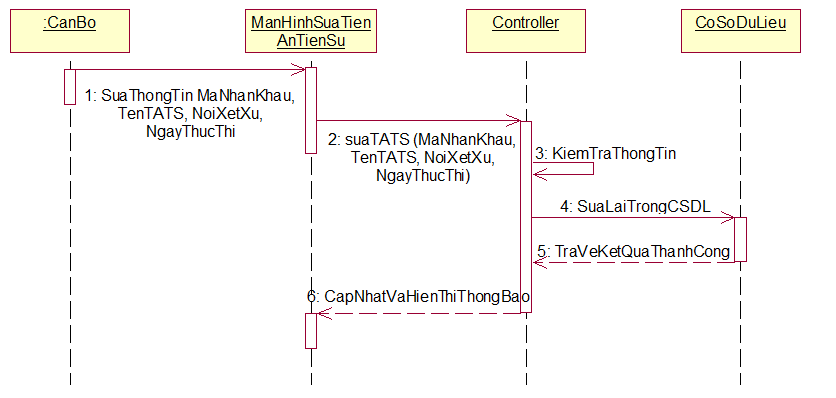 :CanBo
ManHinhSuaTien
AnTienSu
Controller
CoSoDuLieu
1: SuaThongTin MaNhanKhau,
TenTATS, NoiXetXu,
NgayThucThi
2: suaTATS (MaNhanKhau,
TenTATS, NoiXetXu,
NgayThucThi)
3: KiemTraThongTin
4: SuaLaiTrongCSDL
5: TraVeKetQuaThanhCong
6: CapNhatVaHienThiThongBao